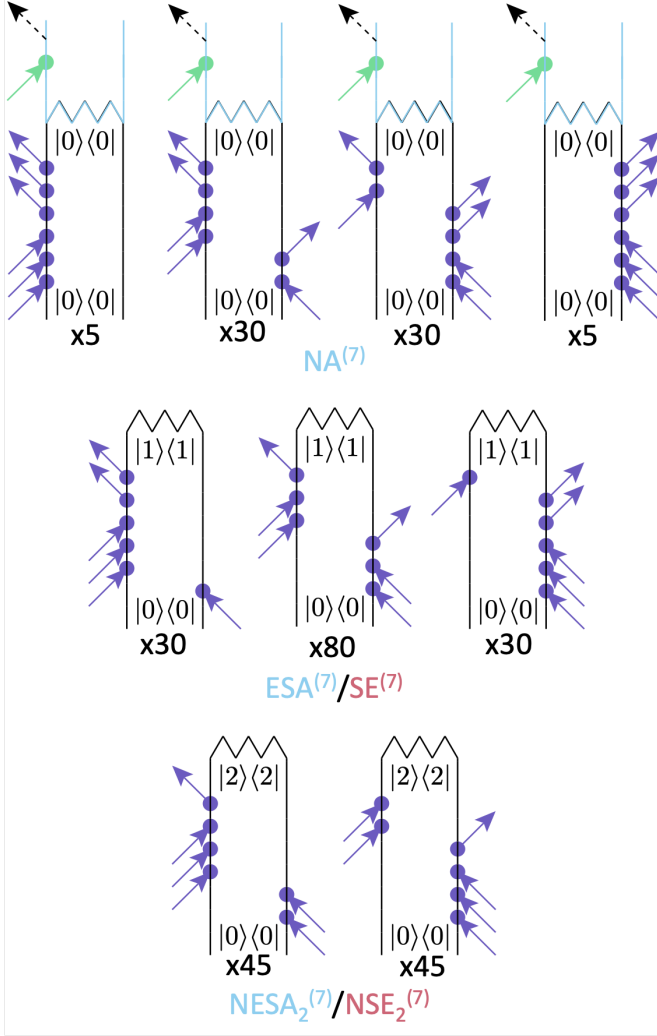 |0⟩⟨0| |0⟩⟨0| |0⟩⟨0| |0⟩⟨0|
|0⟩⟨0| |0⟩⟨0| |0⟩⟨0| |0⟩⟨0|
x5 x30 x30 x5
NA⁽⁷⁾
|1⟩⟨1| |1⟩⟨1| |1⟩⟨1|
|0⟩⟨0| |0⟩⟨0| |0⟩⟨0|
x30 x80 x30
ESA⁽⁷⁾/SE⁽⁷⁾
|2⟩⟨2| |2⟩⟨2|
|0⟩⟨0| |0⟩⟨0|
x45 x45
NESA₂⁽⁷⁾/NSE₂⁽⁷⁾